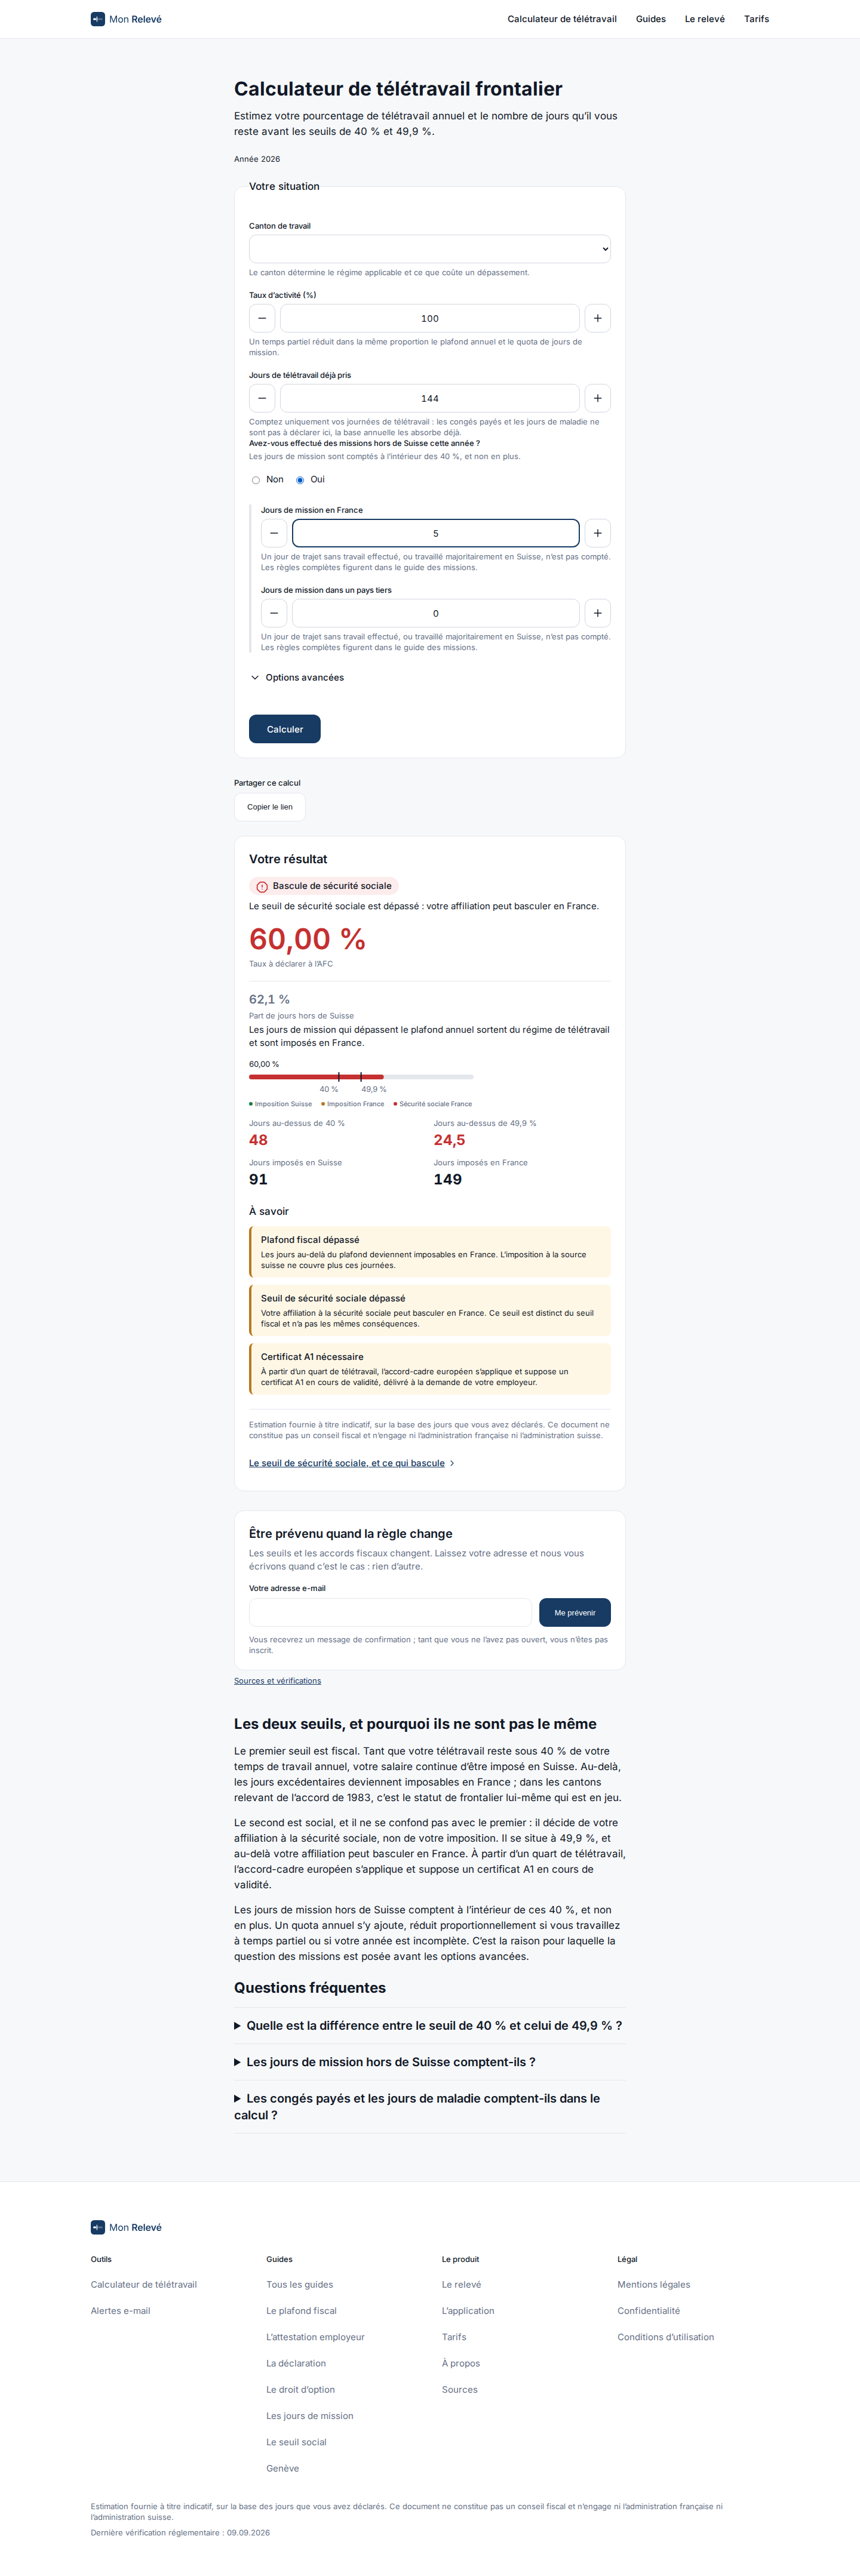 Mon Relevé
Calculateur de télétravail
Guides
Le relevé
Tarifs
Calculateur de télétravail frontalier
Estimez votre pourcentage de télétravail annuel et le nombre de jours qu’il vous
reste avant les seuils de 40 % et 49,9 %.
Année 2026
Votre situation
Canton de travail
Le canton détermine le régime applicable et ce que coûte un dépassement.
Taux d’activité (%)
100
Un temps partiel réduit dans la même proportion le plafond annuel et le quota de jours de
mission.
Jours de télétravail déjà pris
144
Comptez uniquement vos journées de télétravail : les congés payés et les jours de maladie ne
sont pas à déclarer ici, la base annuelle les absorbe déjà.
Avez-vous effectué des missions hors de Suisse cette année ?
Les jours de mission sont comptés à l’intérieur des 40 %, et non en plus.
Non
Oui
Jours de mission en France
5
Un jour de trajet sans travail effectué, ou travaillé majoritairement en Suisse, n’est pas compté.
Les règles complètes figurent dans le guide des missions.
Jours de mission dans un pays tiers
0
Un jour de trajet sans travail effectué, ou travaillé majoritairement en Suisse, n’est pas compté.
Les règles complètes figurent dans le guide des missions.
Options avancées
Calculer
Partager ce calcul
Copier le lien
Votre résultat
Bascule de sécurité sociale
Le seuil de sécurité sociale est dépassé : votre affiliation peut basculer en France.
60,00 %
Taux à déclarer à l’AFC
62,1 %
Part de jours hors de Suisse
Les jours de mission qui dépassent le plafond annuel sortent du régime de télétravail
et sont imposés en France.
60,00 %
40 %
49,9 %
Imposition Suisse
Imposition France
Sécurité sociale France
Jours au-dessus de 40 %
Jours au-dessus de 49,9 %
48
24,5
Jours imposés en Suisse
Jours imposés en France
91
149
À savoir
Plafond fiscal dépassé
Les jours au-delà du plafond deviennent imposables en France. L’imposition à la source
suisse ne couvre plus ces journées.
Seuil de sécurité sociale dépassé
Votre affiliation à la sécurité sociale peut basculer en France. Ce seuil est distinct du seuil
fiscal et n’a pas les mêmes conséquences.
Certificat A1 nécessaire
À partir d’un quart de télétravail, l’accord-cadre européen s’applique et suppose un
certificat A1 en cours de validité, délivré à la demande de votre employeur.
Estimation fournie à titre indicatif, sur la base des jours que vous avez déclarés. Ce document ne
constitue pas un conseil fiscal et n’engage ni l’administration française ni l’administration suisse.
Le seuil de sécurité sociale, et ce qui bascule
Être prévenu quand la règle change
Les seuils et les accords fiscaux changent. Laissez votre adresse et nous vous
écrivons quand c’est le cas : rien d’autre.
Votre adresse e-mail
Me prévenir
Vous recevrez un message de confirmation ; tant que vous ne l’avez pas ouvert, vous n’êtes pas
inscrit.
Sources et vérifications
Les deux seuils, et pourquoi ils ne sont pas le même
Le premier seuil est fiscal. Tant que votre télétravail reste sous 40 % de votre
temps de travail annuel, votre salaire continue d’être imposé en Suisse. Au-delà,
les jours excédentaires deviennent imposables en France ; dans les cantons
relevant de l’accord de 1983, c’est le statut de frontalier lui-même qui est en jeu.
Le second est social, et il ne se confond pas avec le premier : il décide de votre
affiliation à la sécurité sociale, non de votre imposition. Il se situe à 49,9 %, et
au-delà votre affiliation peut basculer en France. À partir d’un quart de télétravail,
l’accord-cadre européen s’applique et suppose un certificat A1 en cours de
validité.
Les jours de mission hors de Suisse comptent à l’intérieur de ces 40 %, et non
en plus. Un quota annuel s’y ajoute, réduit proportionnellement si vous travaillez
à temps partiel ou si votre année est incomplète. C’est la raison pour laquelle la
question des missions est posée avant les options avancées.
Questions fréquentes
Quelle est la différence entre le seuil de 40 % et celui de 49,9 % ?
Les jours de mission hors de Suisse comptent-ils ?
Les congés payés et les jours de maladie comptent-ils dans le
calcul ?
Mon Relevé
Outils
Calculateur de télétravail
Alertes e-mail
Guides
Tous les guides
Le plafond fiscal
L’attestation employeur
La déclaration
Le droit d’option
Les jours de mission
Le seuil social
Genève
Le produit
Le relevé
L’application
Tarifs
À propos
Sources
Légal
Mentions légales
Confidentialité
Conditions d’utilisation
Estimation fournie à titre indicatif, sur la base des jours que vous avez déclarés. Ce document ne constitue pas un conseil fiscal et n’engage ni l’administration française ni
l’administration suisse.
Dernière vérification réglementaire : 09.09.2026